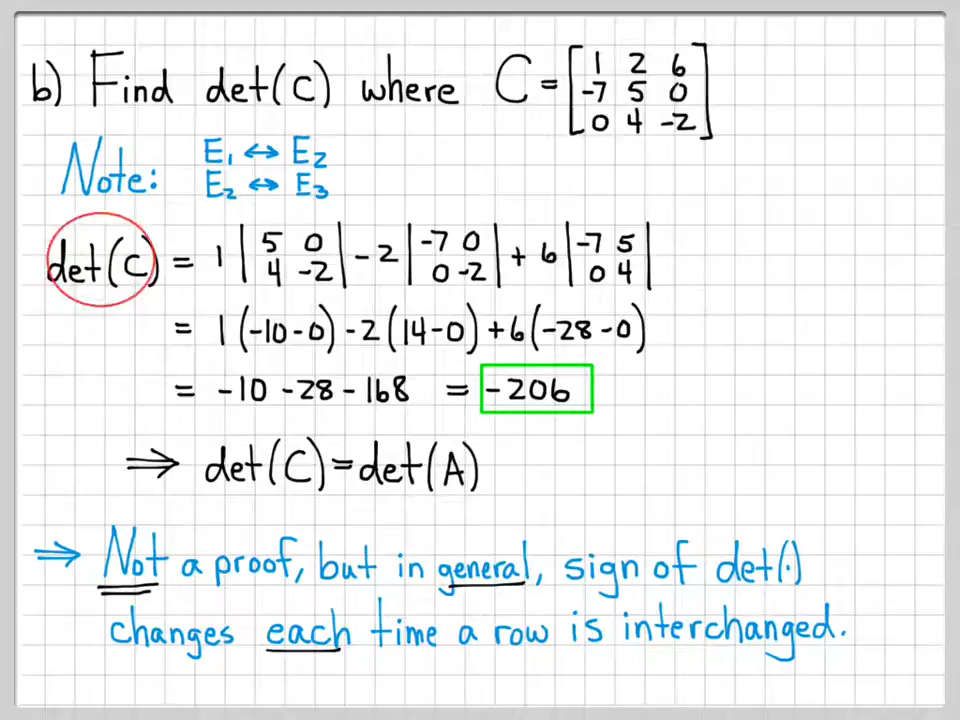 b) Find det(C) where C = [1 2 6
-7 5 0
0 4 -2]
Note: E₁ ↔ E₂
E₂ ↔ E₃
det(C) = 1 |5 0; 4 -2| - 2 |-7 0; 0 -2| + 6 |-7 5; 0 4|
= 1(-10-0) -2(14-0) +6(-28-0)
= -10 -28 -168 = -206
⇒ det(C)=det(A)
⇒ Not a proof, but in general, sign of det(·)
changes each time a row is interchanged.